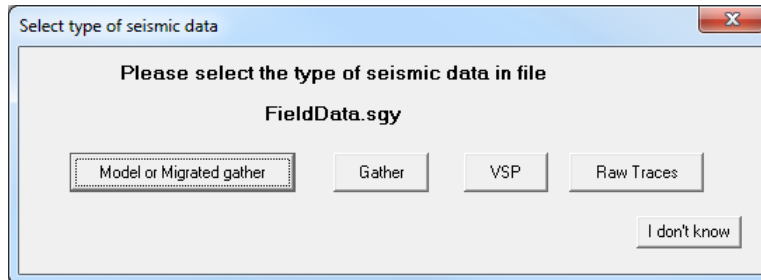 Select type of seismic data
Please select the type of seismic data in file
FieldData.sgy
Model or Migrated gather Gather VSP Raw Traces
I don't know